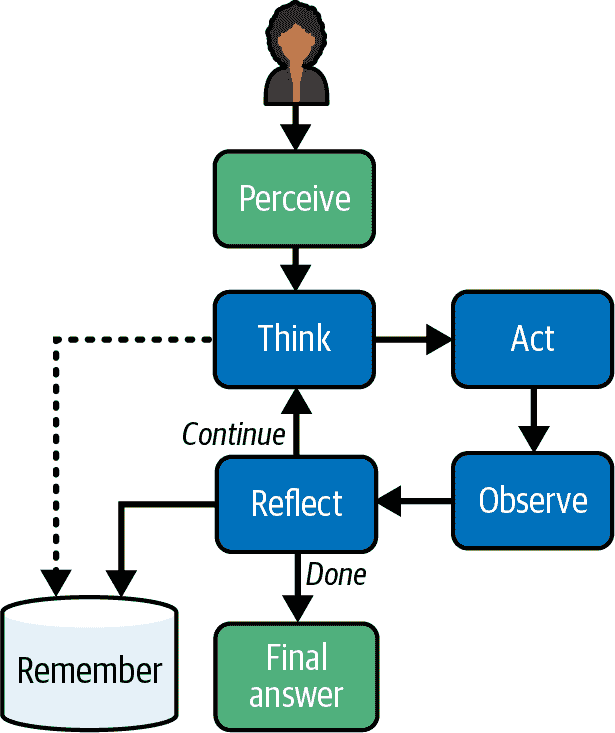 Perceive
Think
Act
Continue
Reflect
Observe
Done
Remember
Final
answer